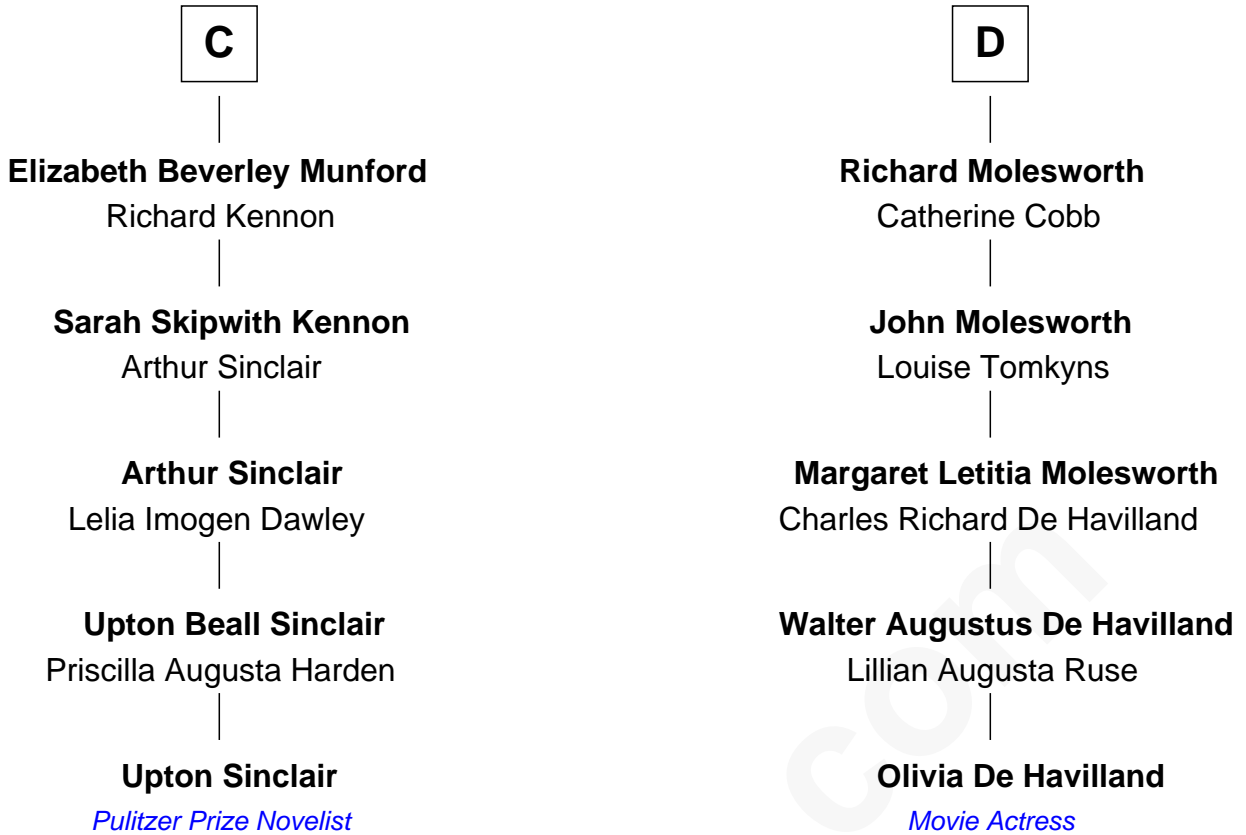 C
Elizabeth Beverley Munford
Richard Kennon
Sarah Skipwith Kennon
Arthur Sinclair
Arthur Sinclair
Lelia Imogen Dawley
Upton Beall Sinclair
Priscilla Augusta Harden
Upton Sinclair
Pulitzer Prize Novelist
D
Richard Molesworth
Catherine Cobb
John Molesworth
Louise Tomkyns
Margaret Letitia Molesworth
Charles Richard De Havilland
Walter Augustus De Havilland
Lillian Augusta Ruse
Olivia De Havilland
Movie Actress
com